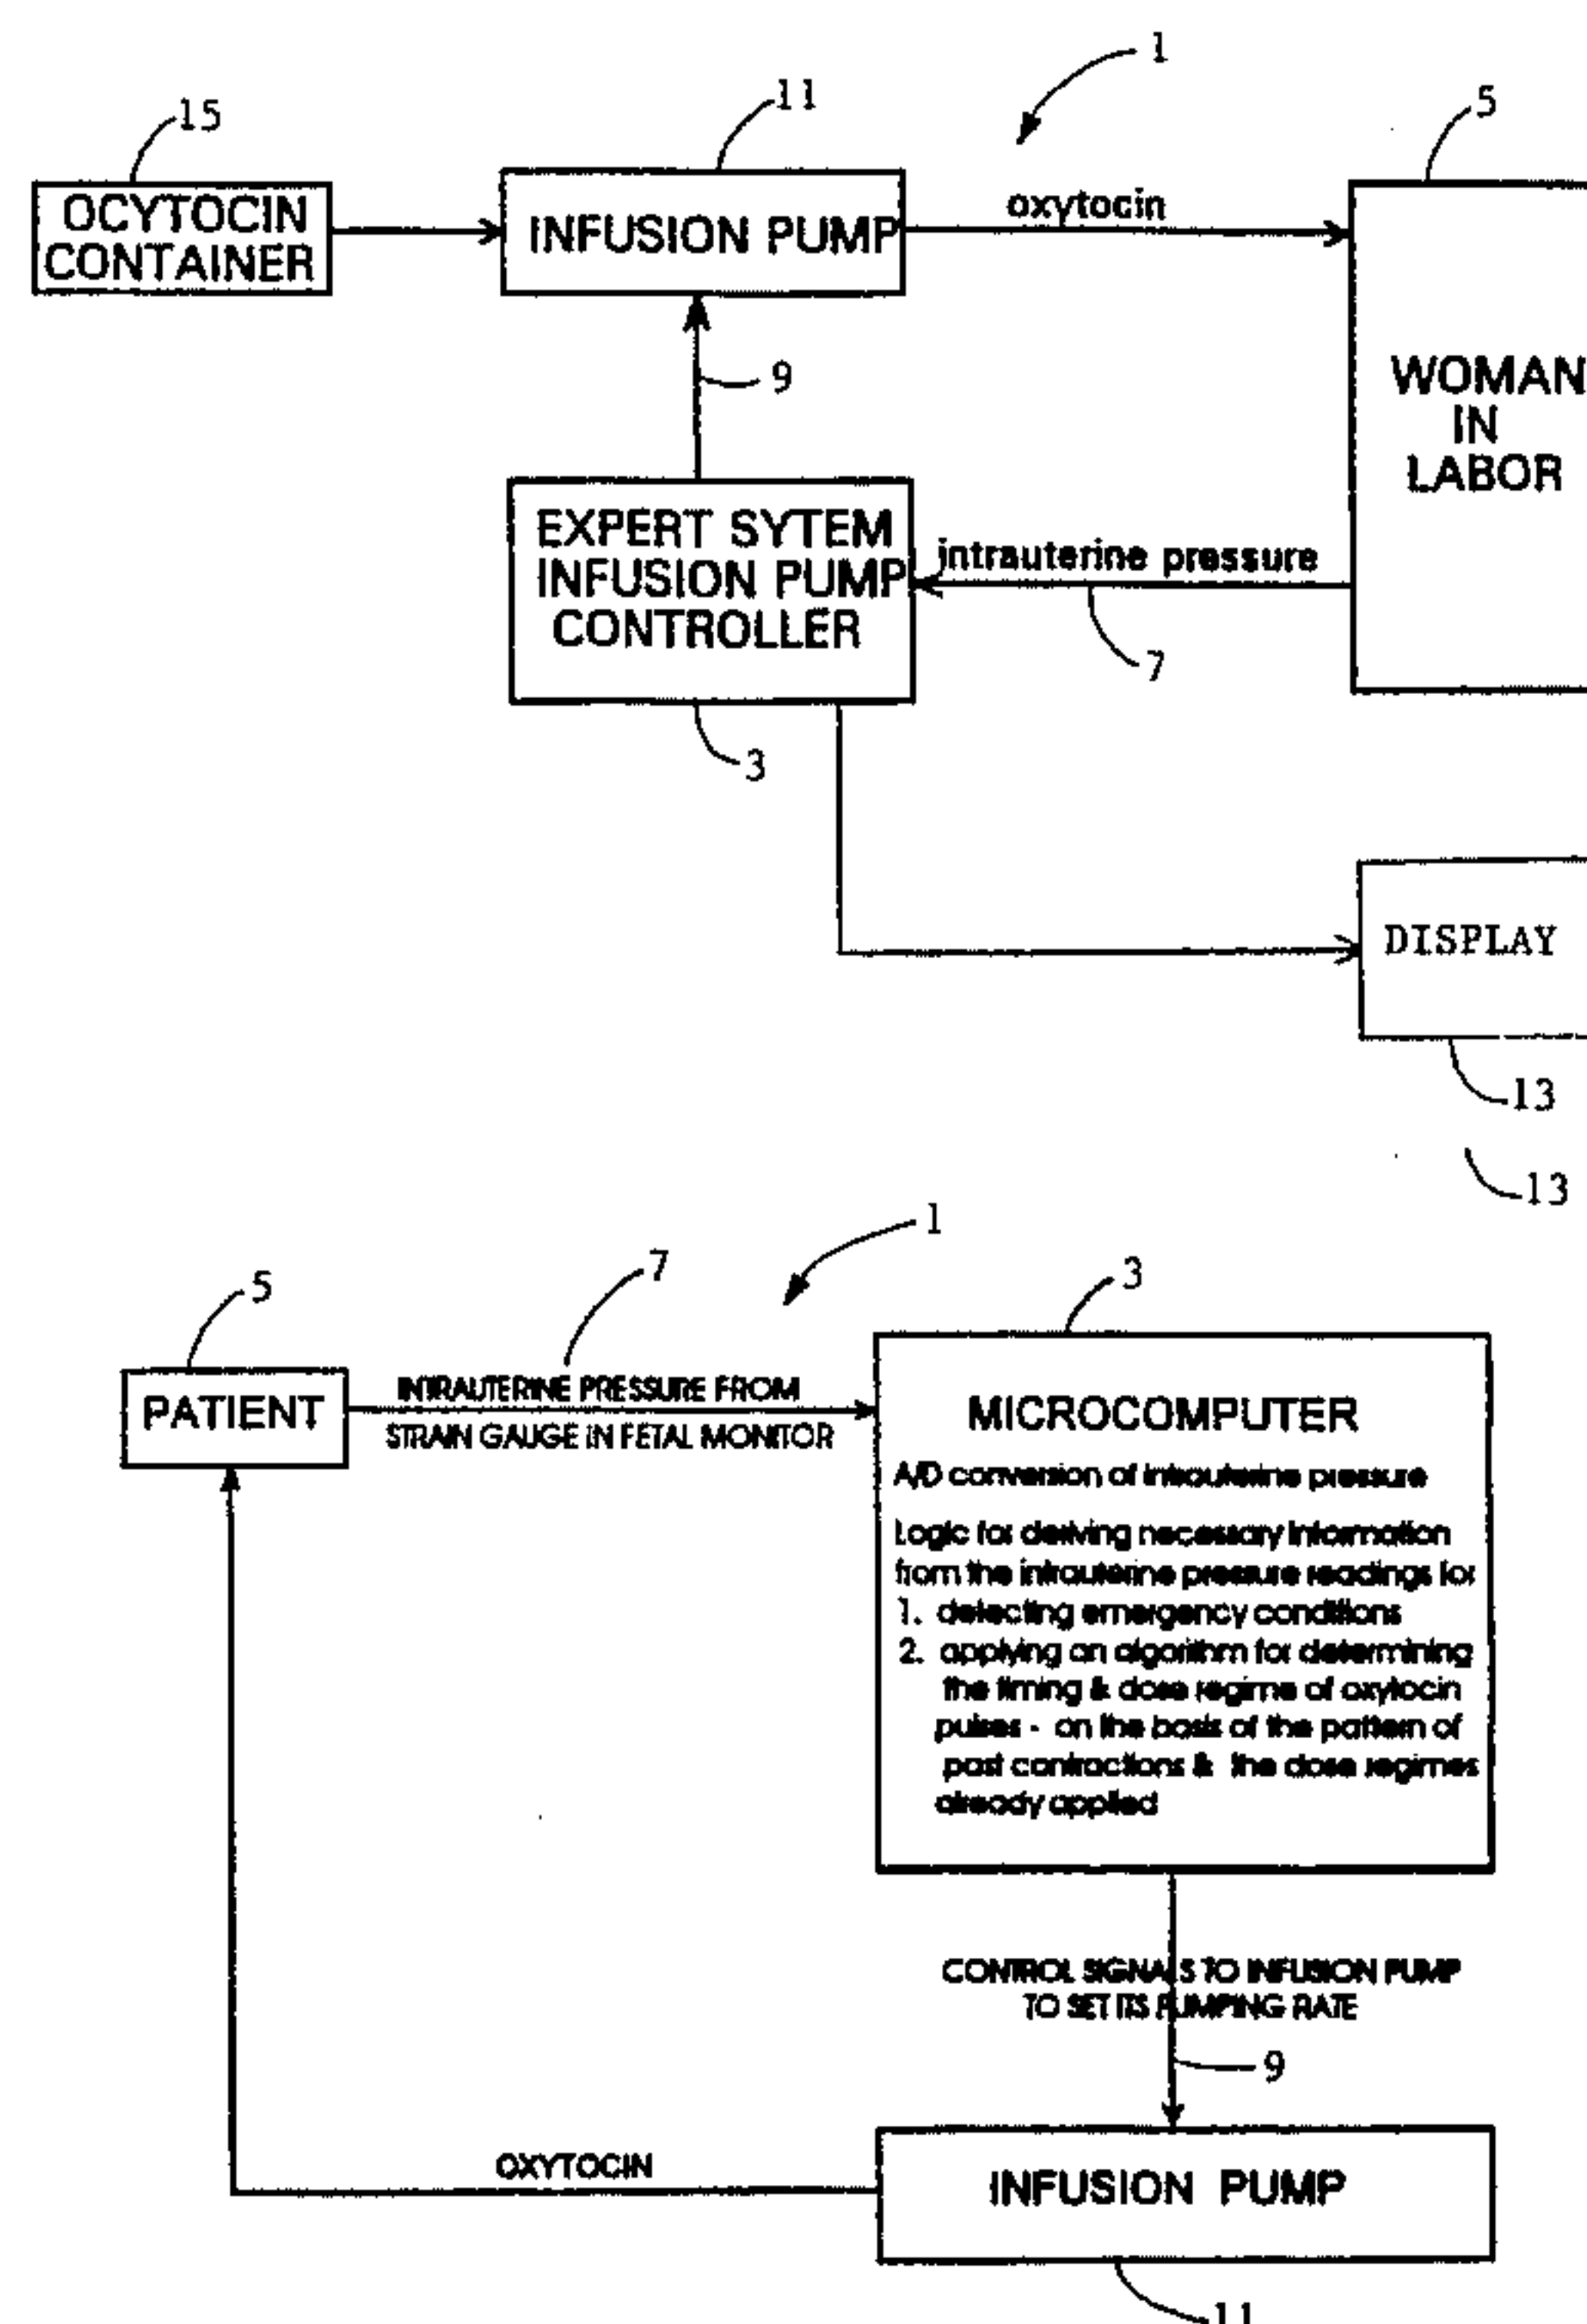 1
15
11
5
OCYTOCIN
CONTAINER
INFUSION PUMP
oxytocin
9
WOMAN
IN
LABOR
EXPERT SYTEM
INFUSION PUMP
CONTROLLER
intrauterine pressure
7
3
DISPLAY
13
13
1
7
3
5
PATIENT
INTRAUTERINE PRESSURE FROM
STRAIN GAUGE IN FETAL MONITOR
MICROCOMPUTER
A/D conversion of intrauterine pressure
Logic for deriving necessary information
from the intrauterine pressure readings for
1. detecting emergency conditions
2. applying an algorithm for determining
the timing & dose regime of oxytocin
pulses - on the basis of the pattern of
past contractions & the dose regimes
already applied
CONTROL SIGNALS TO INFUSION PUMP
TO SET ITS PUMPING RATE
9
OXYTOCIN
INFUSION PUMP
11